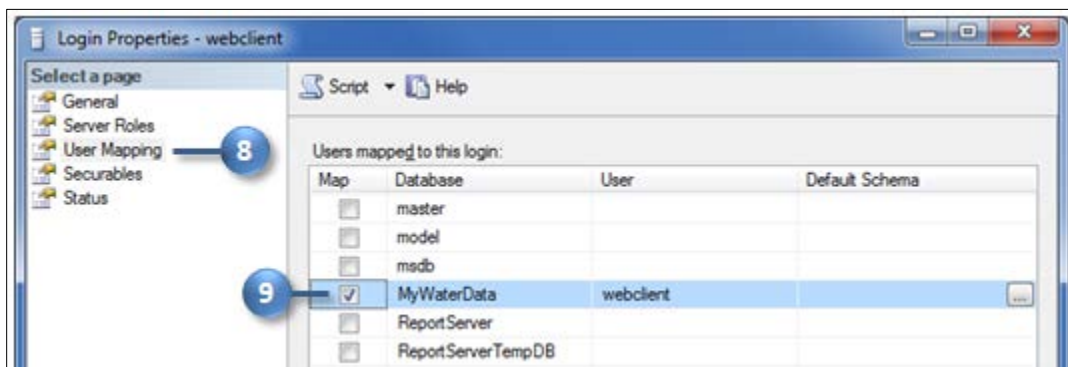 Login Properties - webclient
Select a page
General
Server Roles
User Mapping
Securables
Status
8
Script
Help
Users mapped to this login:
Map Database User Default Schema
master
model
msdb
9
MyWaterData webclient ...
ReportServer
ReportServerTempDB